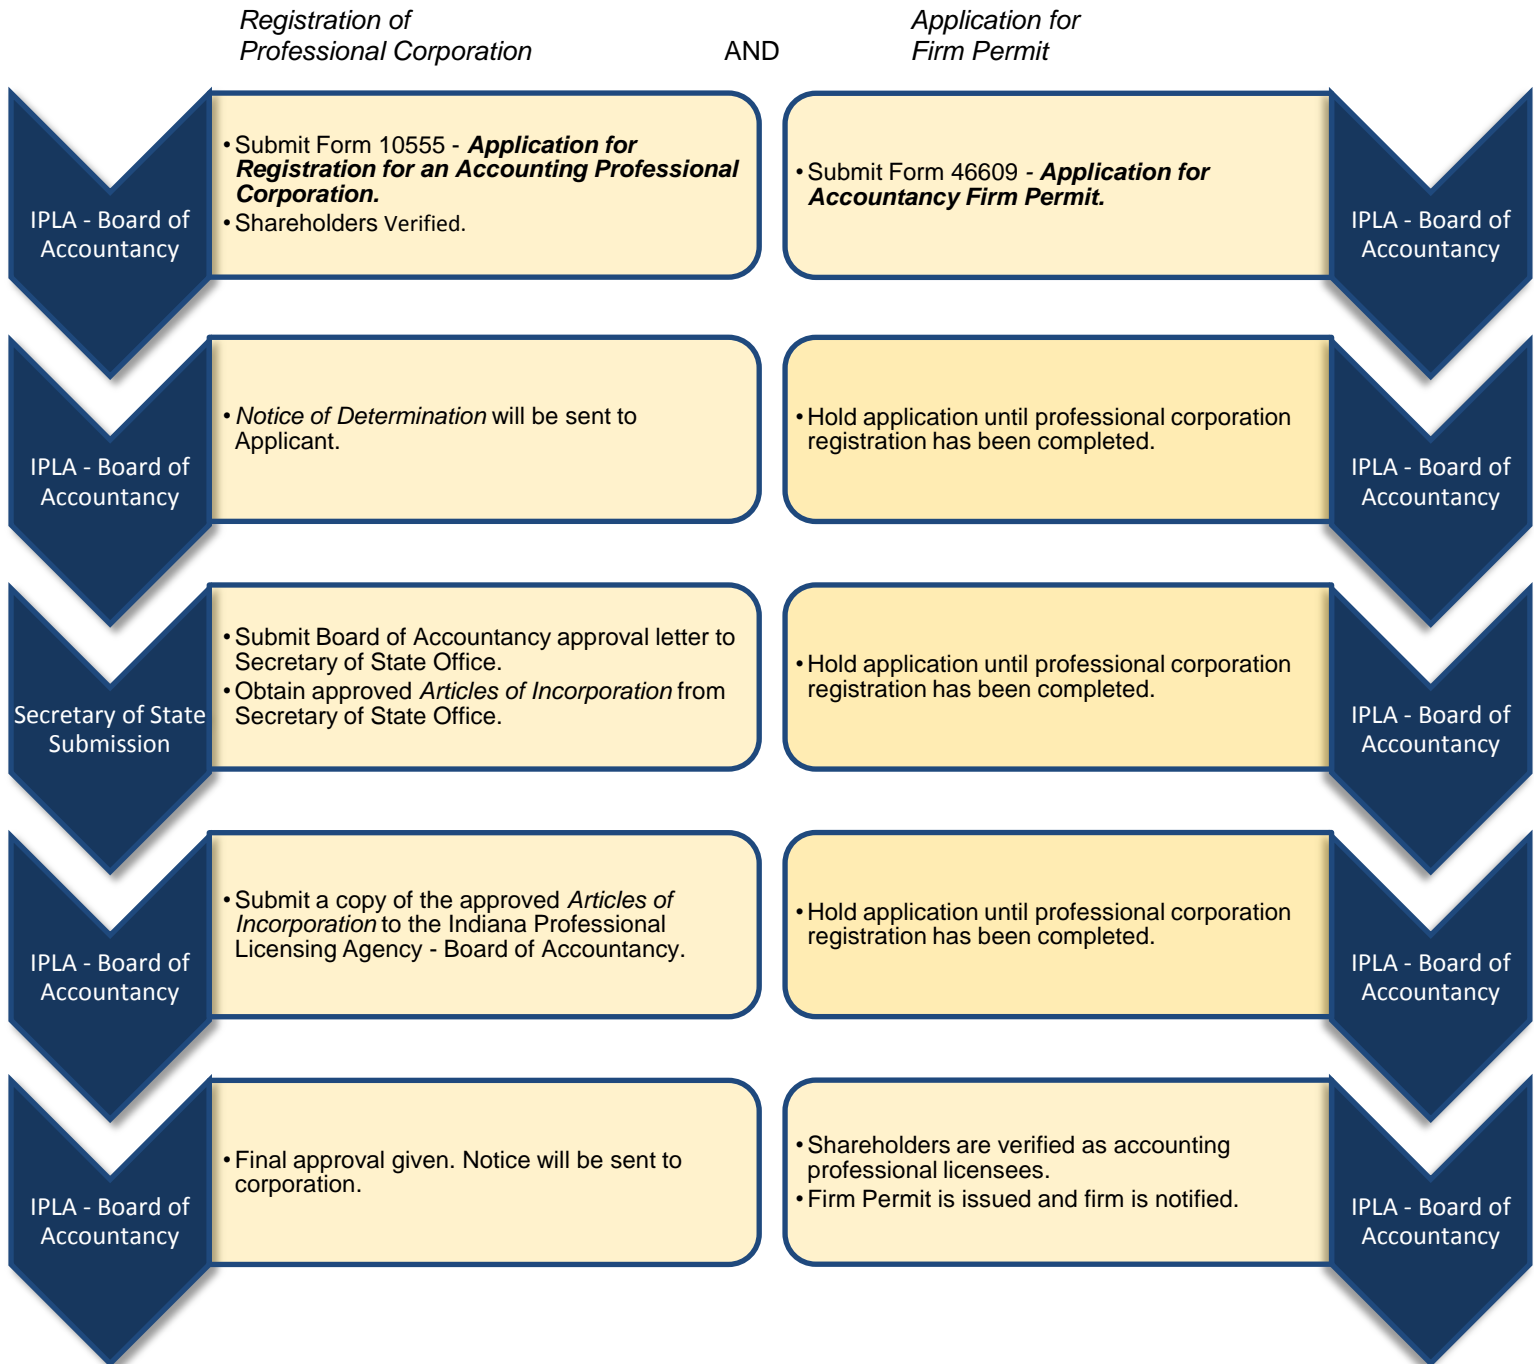 Registration of
Professional Corporation
AND
Application for
Firm Permit
IPLA - Board of
Accountancy
• Submit Form 10555 - Application for
Registration for an Accounting Professional
Corporation.
• Shareholders Verified.
• Submit Form 46609 - Application for
Accountancy Firm Permit.
IPLA - Board of
Accountancy
IPLA - Board of
Accountancy
• Notice of Determination will be sent to
Applicant.
• Hold application until professional corporation
registration has been completed.
IPLA - Board of
Accountancy
Secretary of State
Submission
• Submit Board of Accountancy approval letter to
Secretary of State Office.
• Obtain approved Articles of Incorporation from
Secretary of State Office.
• Hold application until professional corporation
registration has been completed.
IPLA - Board of
Accountancy
IPLA - Board of
Accountancy
• Submit a copy of the approved Articles of
Incorporation to the Indiana Professional
Licensing Agency - Board of Accountancy.
• Hold application until professional corporation
registration has been completed.
IPLA - Board of
Accountancy
IPLA - Board of
Accountancy
• Final approval given. Notice will be sent to
corporation.
• Shareholders are verified as accounting
professional licensees.
• Firm Permit is issued and firm is notified.
IPLA - Board of
Accountancy